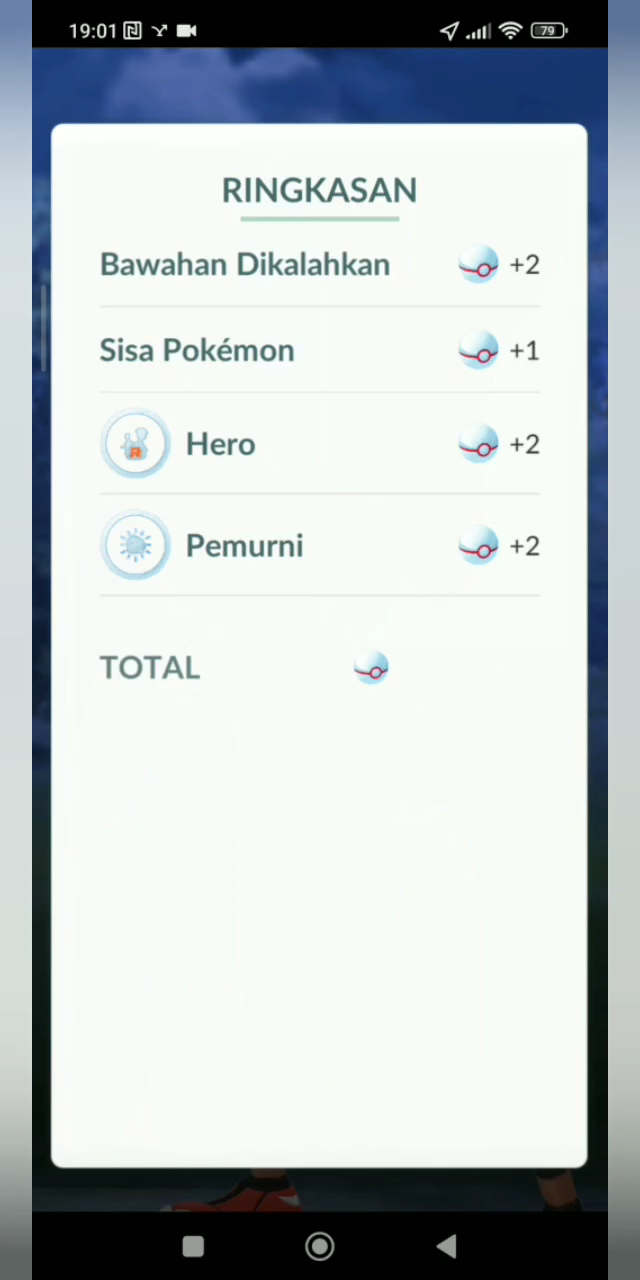 19:01
79
RINGKASAN
Bawahan Dikalahkan +2
Sisa Pokémon +1
R
Hero +2
Pemurni +2
TOTAL